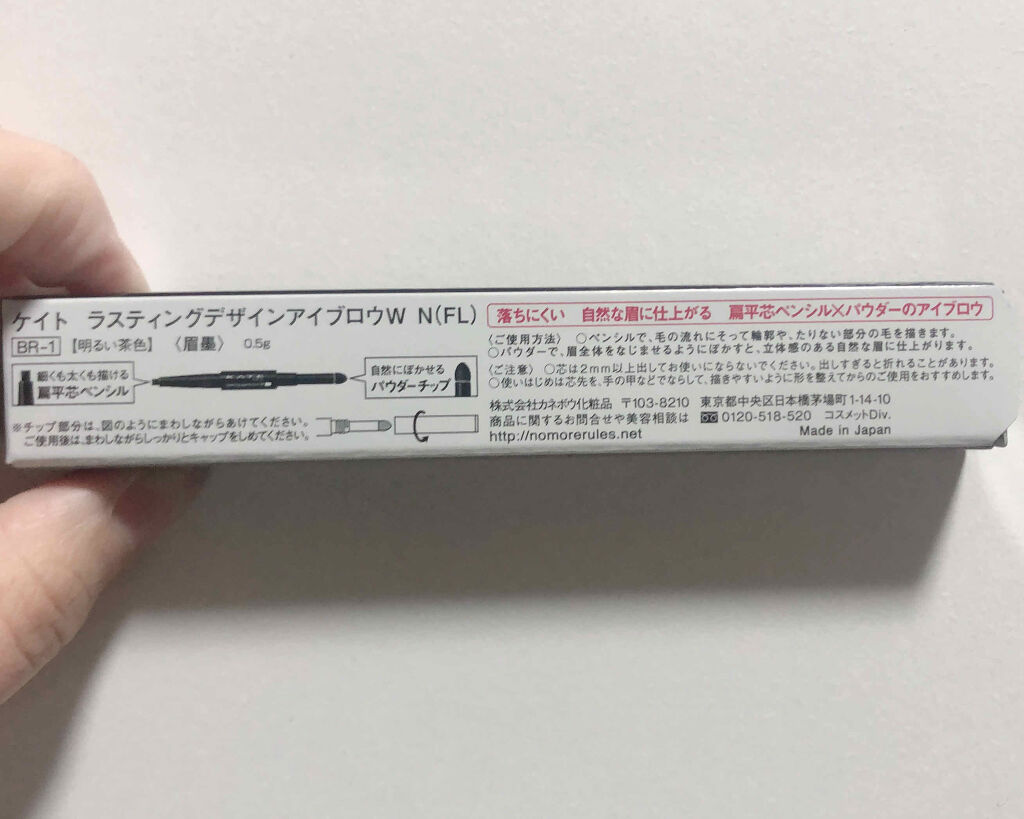 ケイト ラスティングデザインアイブロウW N(FL)
BR-1 【明るい茶色】 〈眉墨〉 0.5g
細くも太くも描ける
扁平芯ペンシル
自然にぼかせる
パウダーチップ
※チップ部分は、図のようにまわしながらあけてください。
ご使用後は、まわしながらしっかりとキャップをしめてください。
落ちにくい 自然な眉に仕上がる 扁平芯ペンシル×パウダーのアイブロウ
〈ご使用方法〉 ○ペンシルで、毛の流れにそって輪郭や、たりない部分の毛を描きます。
○パウダーで、眉全体をなじませるようにぼかすと、立体感のある自然な眉に仕上がります。
〈ご注意〉 ○芯は2mm以上出してお使いにならないでください。出しすぎると折れることがあります。
○使いはじめは芯先を、手の甲などでならして、描きやすいように形を整えてからのご使用をおすすめします。
株式会社カネボウ化粧品 〒103-8210 東京都中央区日本橋茅場町1-14-10
商品に関するお問合せや美容相談は 0120-518-520 コスメットDiv.
http://nomorerules.net Made in Japan